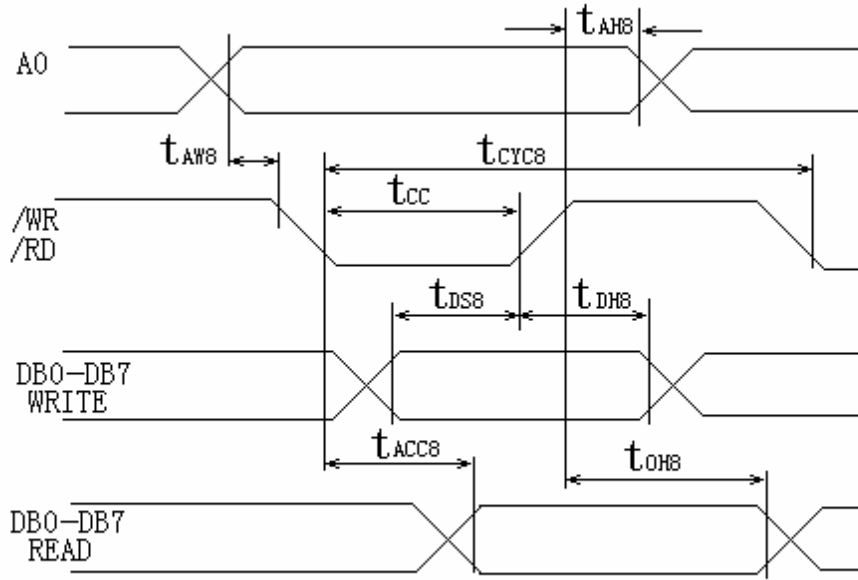 tAH8
A0
tAW8
tCYC8
tCC
/WR
/RD
tDS8
tDH8
DB0-DB7
WRITE
tACC8
tOH8
DB0-DB7
READ